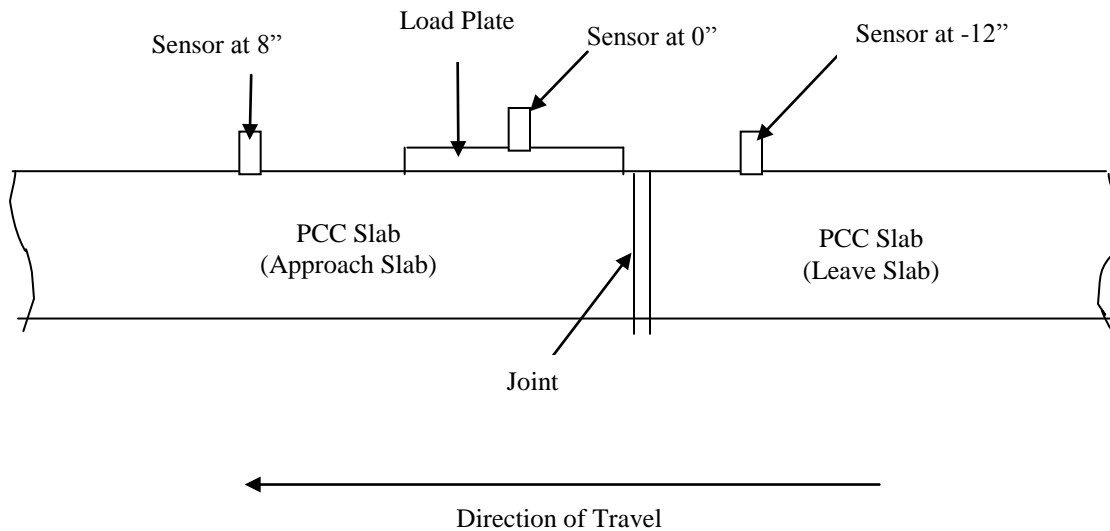 Load Plate
Sensor at 8”
Sensor at 0”
Sensor at -12”
PCC Slab
(Approach Slab)
PCC Slab
(Leave Slab)
Joint
Direction of Travel